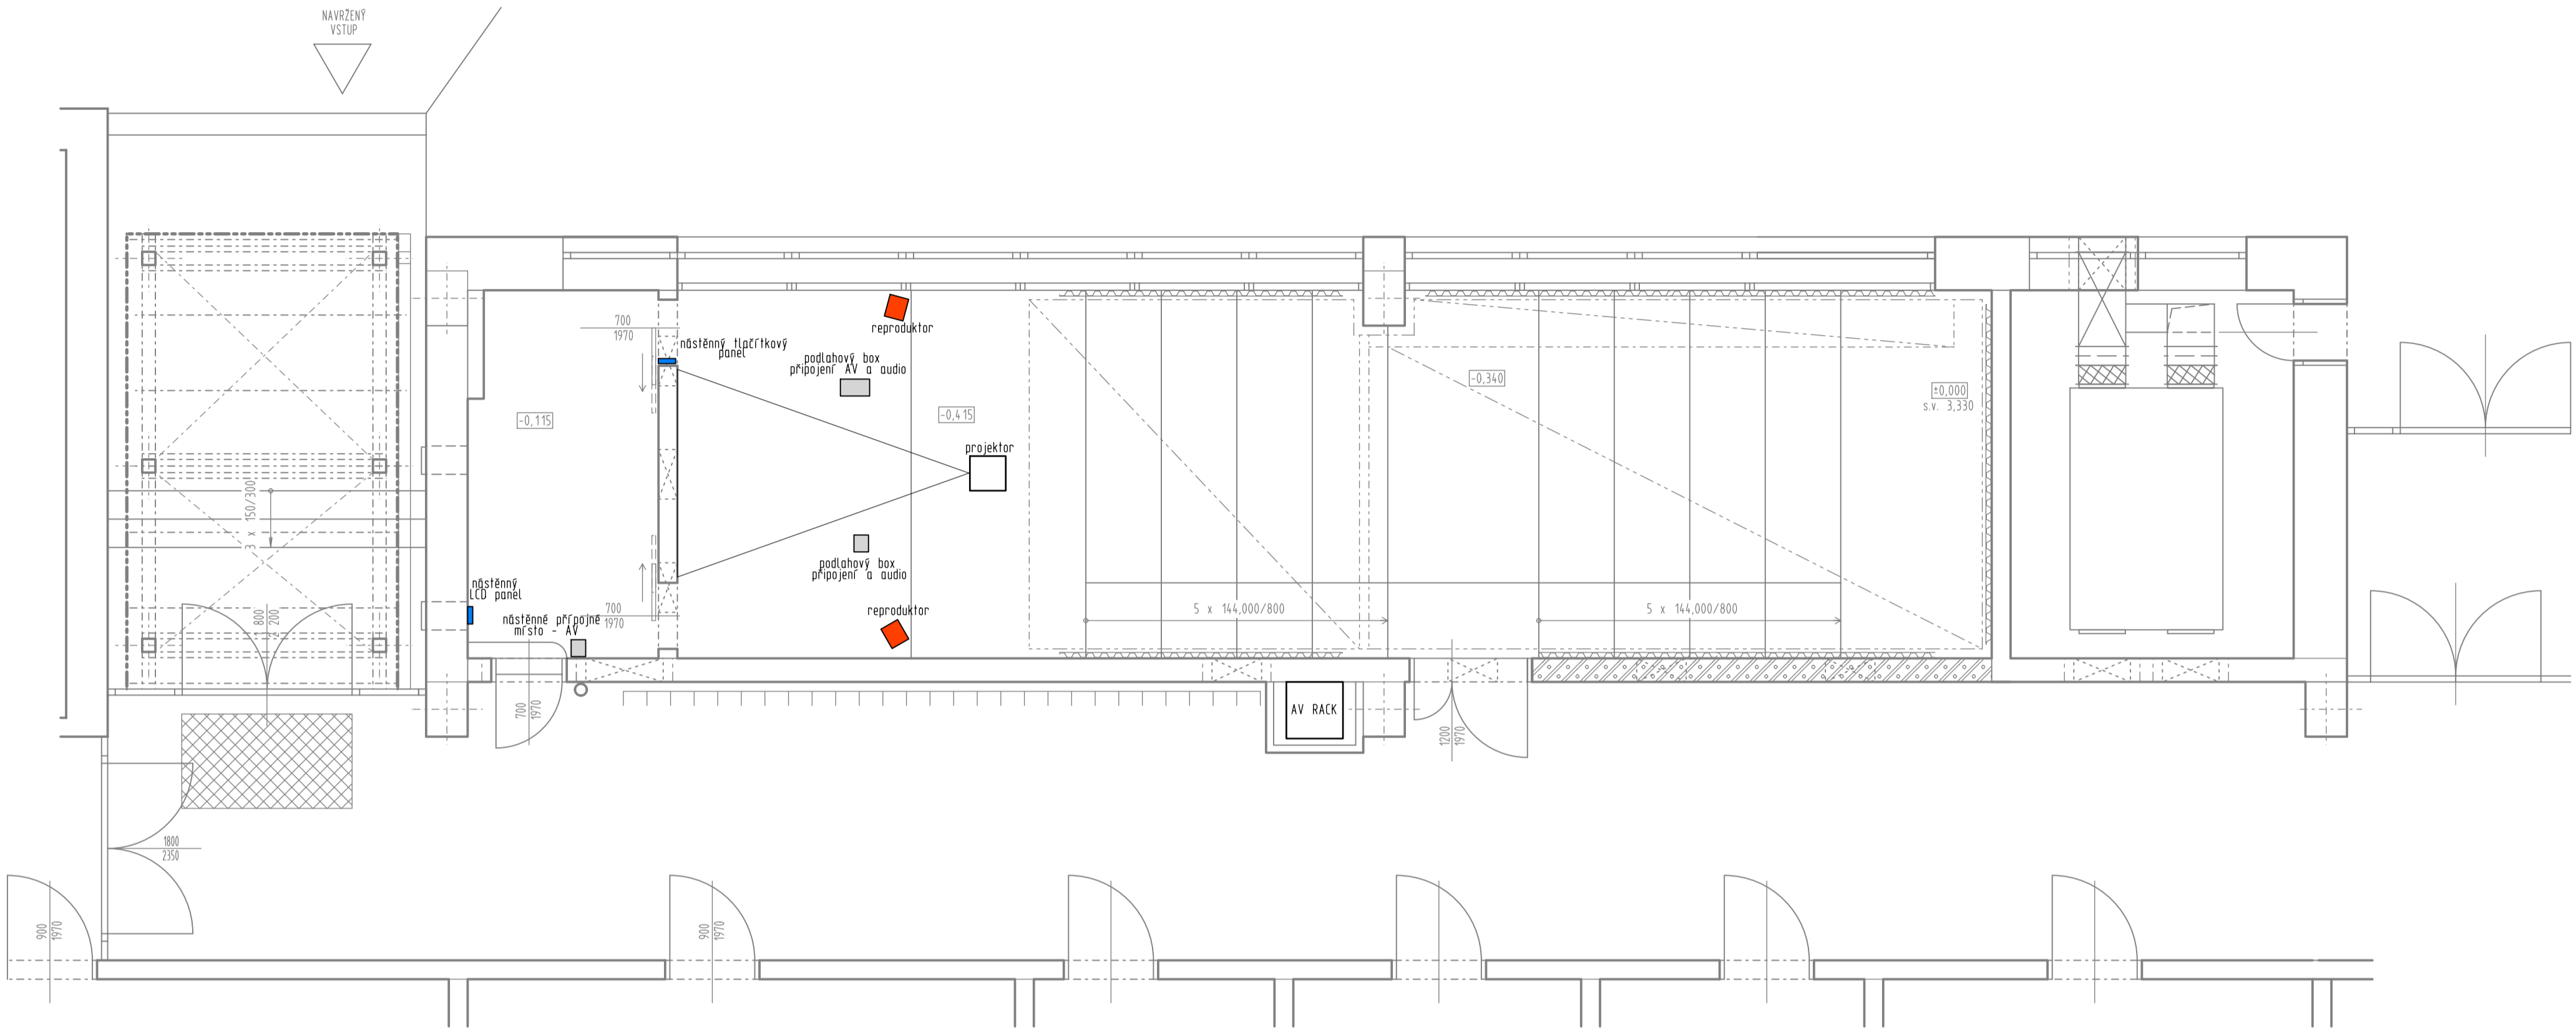 NAVRŽENÝ
VSTUP
700
1970
reproduktor
nástěnný tlačítkový
panel
podlahový box
připojení AV a audio
-0,340
±0,000
s.v. 3,330
-0,115
-0,415
projektor
3 x 150/300
podlahový box
připojení a audio
nástěnný
LCD panel
nástěnné přípojné
místo - AV
700
1970
reproduktor
5 x 144,000/800
5 x 144,000/800
1 800
2 200
700
1970
AV RACK
1200
1970
1800
2350
900
1970
900
1970